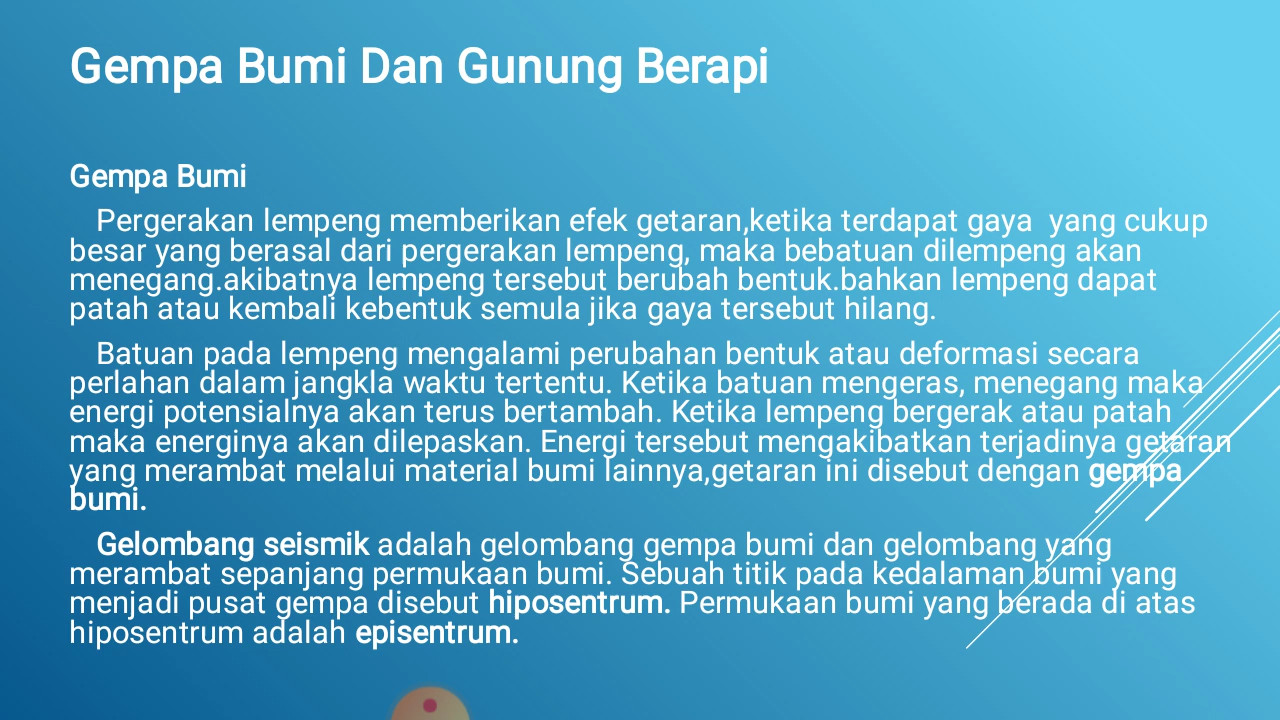 Gempa Bumi Dan Gunung Berapi
Gempa Bumi
Pergerakan lempeng memberikan efek getaran,ketika terdapat gaya  yang cukup
besar yang berasal dari pergerakan lempeng, maka bebatuan dilempeng akan
menegang.akibatnya lempeng tersebut berubah bentuk.bahkan lempeng dapat
patah atau kembali kebentuk semula jika gaya tersebut hilang.
Batuan pada lempeng mengalami perubahan bentuk atau deformasi secara
perlahan dalam jangkla waktu tertentu. Ketika batuan mengeras, menegang maka
energi potensialnya akan terus bertambah. Ketika lempeng bergerak atau patah
maka energinya akan dilepaskan. Energi tersebut mengakibatkan terjadinya getaran
yang merambat melalui material bumi lainnya,getaran ini disebut dengan gempa
bumi.
Gelombang seismik adalah gelombang gempa bumi dan gelombang yang
merambat sepanjang permukaan bumi. Sebuah titik pada kedalaman bumi yang
menjadi pusat gempa disebut hiposentrum. Permukaan bumi yang berada di atas
hiposentrum adalah episentrum.